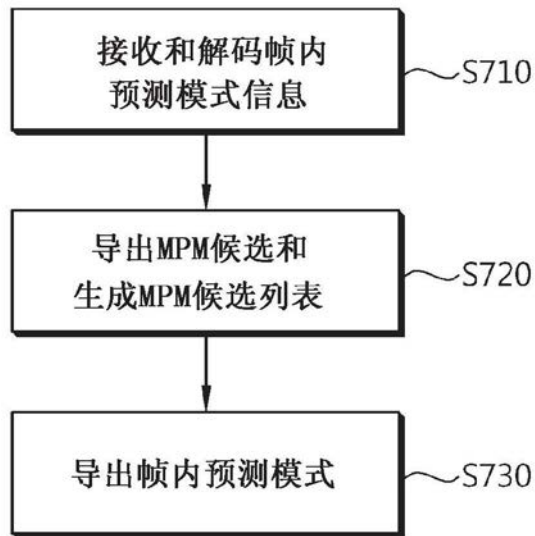 接收和解码帧内
预测模式信息
S710
导出MPM候选和
生成MPM候选列表
S720
导出帧内预测模式
S730